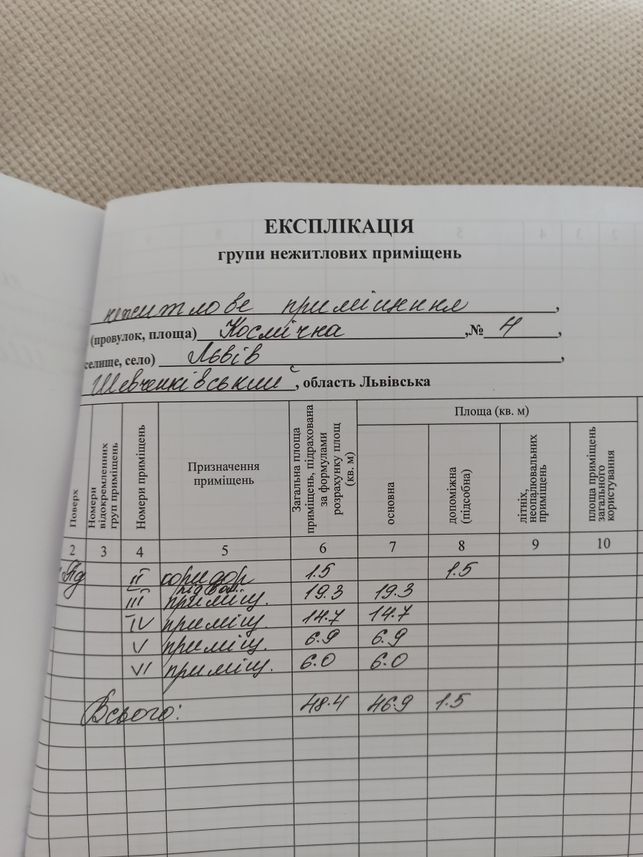 ЕКСПЛІКАЦІЯ
групи нежитлових приміщень
нежитлове приміщення,
(провулок, площа) Космічна,№ 4,
селище, село) Львів,
Шевченківський, область Львівська
Поверх
Номери відокремленних груп приміщень
Номери приміщень
Призначення приміщень
Загальна площа приміщень, підрахована за формулами розрахунку площ (кв. м)
Площа (кв. м)
основна
допоміжна (підсобна)
літніх, неопалювальних приміщень
площа приміщень загального користування
2 3 4 5 6 7 8 9 10
Пд II коридор 1.5 1.5
III приміщ. 19.3 19.3
IV приміщ. 14.7 14.7
V приміщ. 6.9 6.9
VI приміщ. 6.0 6.0
Всього: 48.4 46.9 1.5